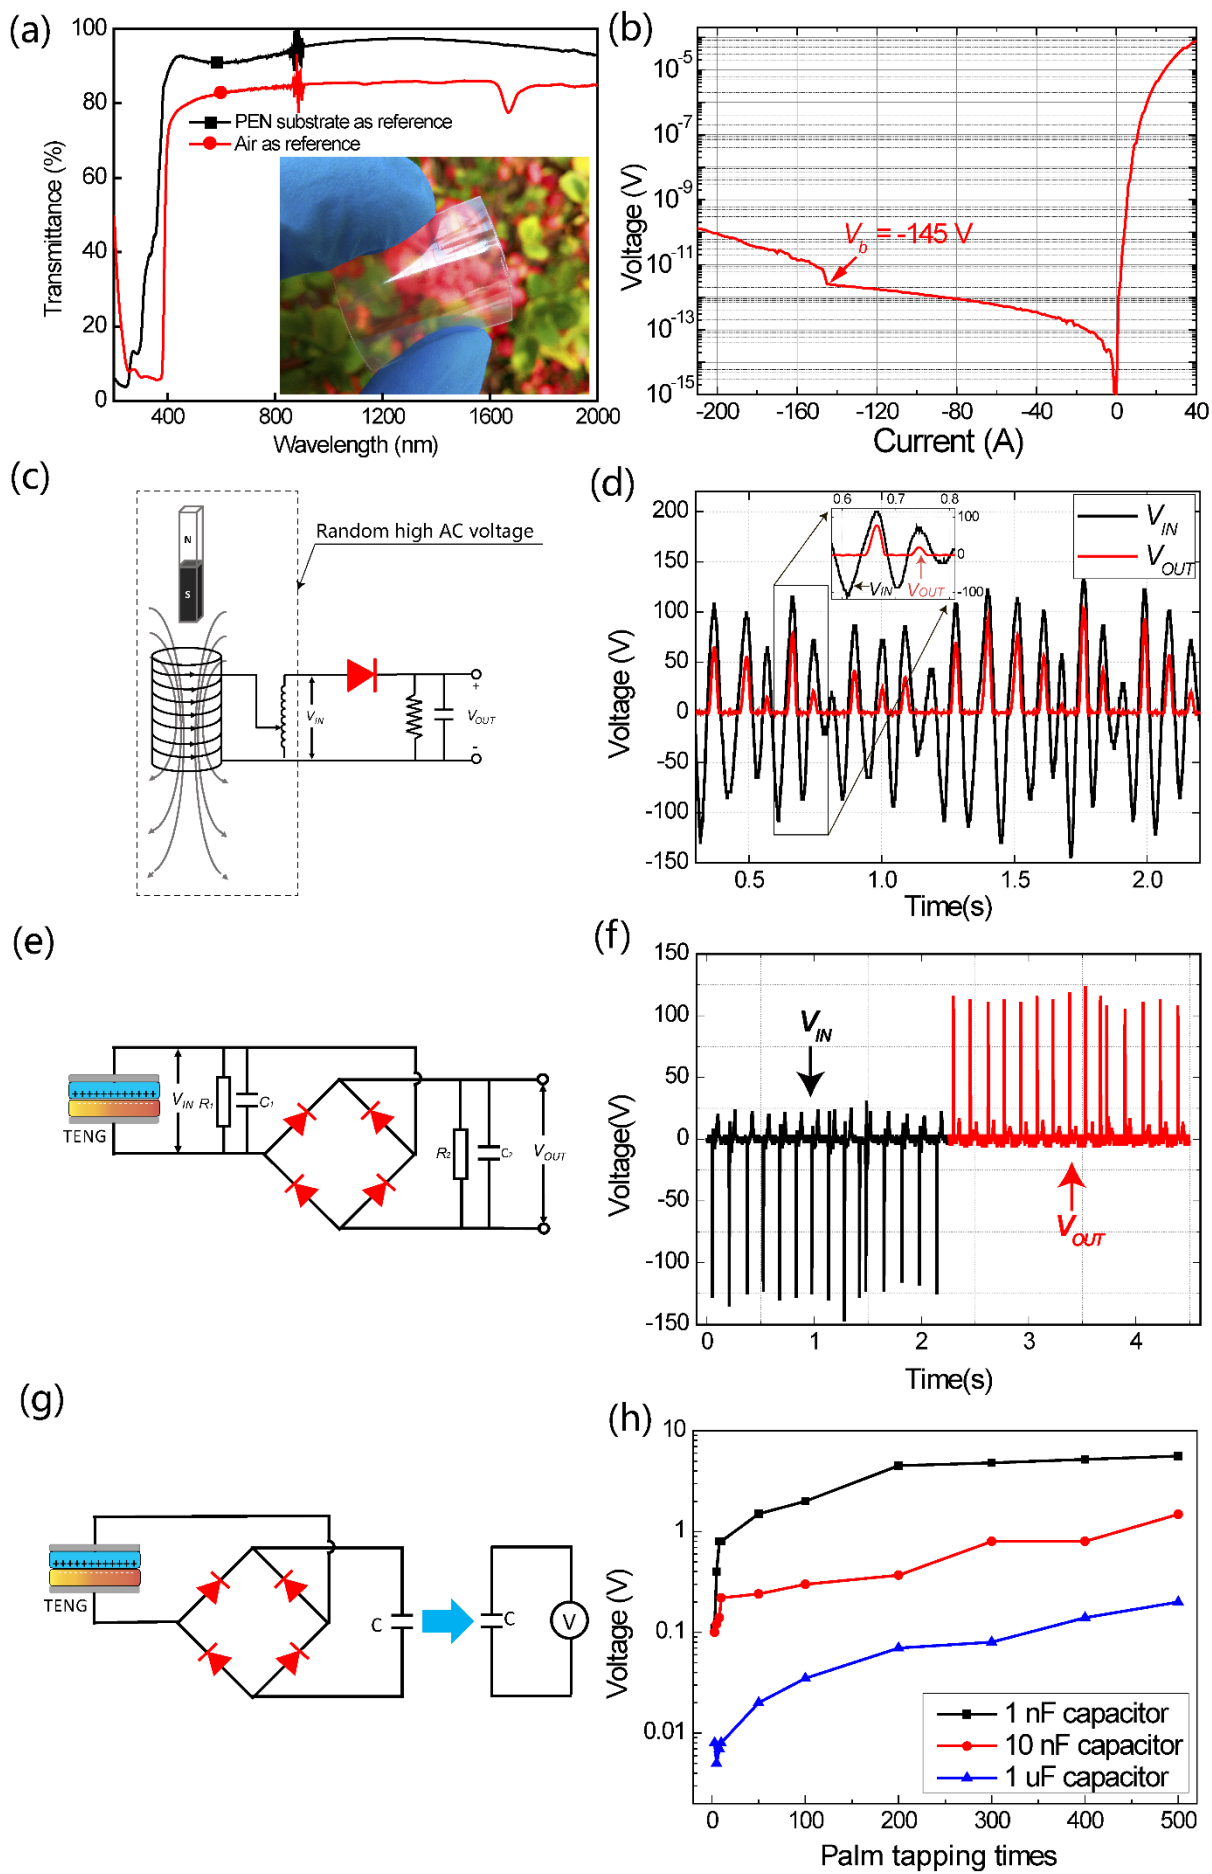 (a)
100
80
60
40
20
0
Transmittance (%)
PEN substrate as reference
Air as reference
400
800
1200
1600
2000
Wavelength (nm)
(b)
10-5
10-7
10-9
10-11
10-13
10-15
Voltage (V)
Vb = -145 V
-200
-160
-120
-80
-40
0
40
Current (A)
(c)
N
S
Random high AC voltage
VIN
+
VOUT
-
(d)
200
150
100
50
0
-50
-100
-150
Voltage (V)
0.6
0.7
0.8
100
0
-100
VIN
VOUT
VIN
VOUT
0.5
1.0
1.5
2.0
Time(s)
(e)
TENG
VIN
R1
C1
R2
C2
VOUT
(f)
150
100
50
0
-50
-100
-150
Voltage(V)
VIN
VOUT
0
1
2
3
4
Time(s)
(g)
TENG
C
C
V
(h)
10
1
0.1
0.01
Voltage (V)
1 nF capacitor
10 nF capacitor
1 uF capacitor
0
100
200
300
400
500
Palm tapping times